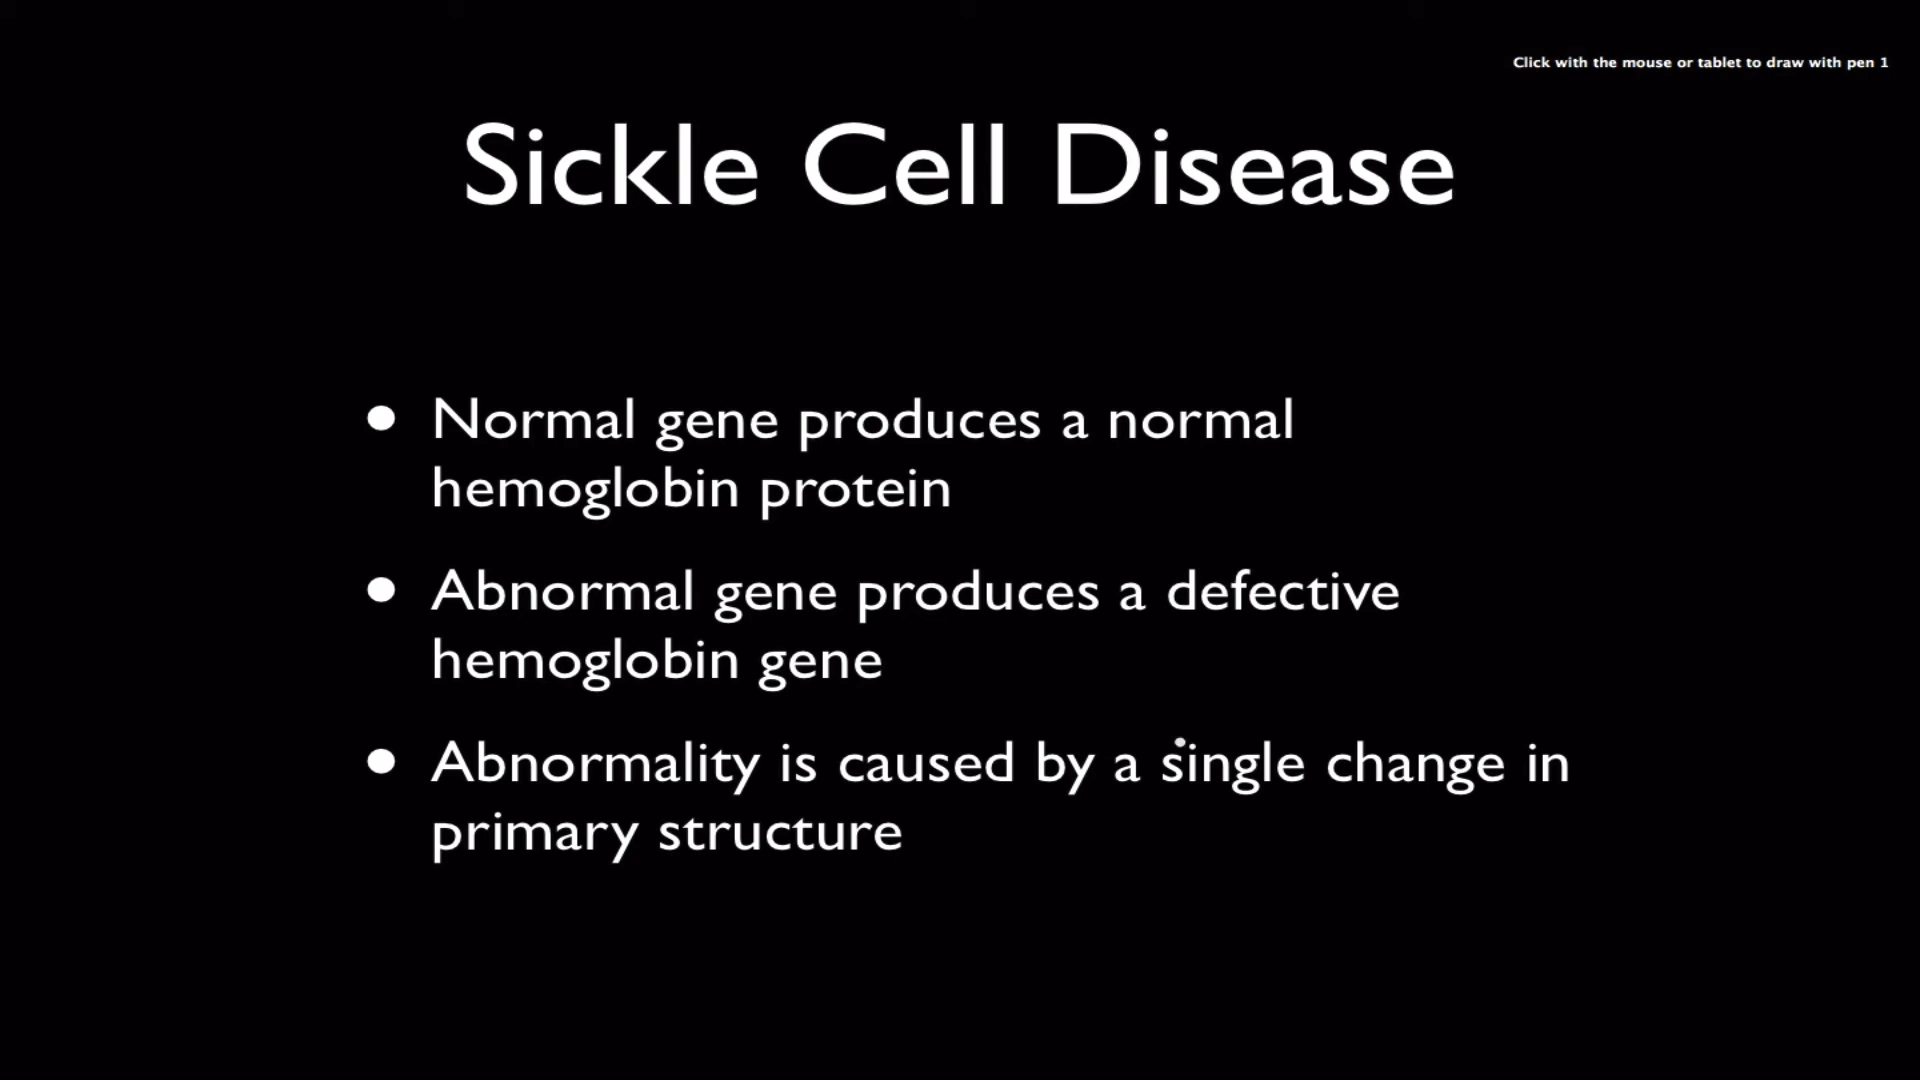 Click with the mouse or tablet to draw with pen 1
Sickle Cell Disease
• Normal gene produces a normal
hemoglobin protein
• Abnormal gene produces a defective
hemoglobin gene
• Abnormality is caused by a single change in
primary structure